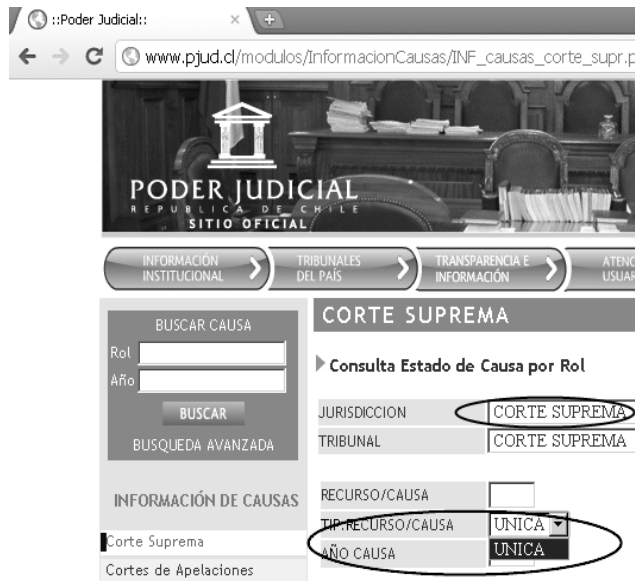 ::Poder Judicial::
www.pjud.cl/modulos/InformacionCausas/INF_causas_corte_supr.p
PODER JUDICIAL
REPUBLICA DE CHILE
SITIO OFICIAL
INFORMACIÓN INSTITUCIONAL
TRIBUNALES DEL PAÍS
TRANSPARENCIA E INFORMACIÓN
ATENC
USUAR
BUSCAR CAUSA
Rol
Año
BUSCAR
BUSQUEDA AVANZADA
INFORMACIÓN DE CAUSAS
Corte Suprema
Cortes de Apelaciones
CORTE SUPREMA
Consulta Estado de Causa por Rol
JURISDICCION CORTE SUPREMA
TRIBUNAL CORTE SUPREMA
RECURSO/CAUSA
TIP.RECURSO/CAUSA UNICA
UNICA
AÑO CAUSA